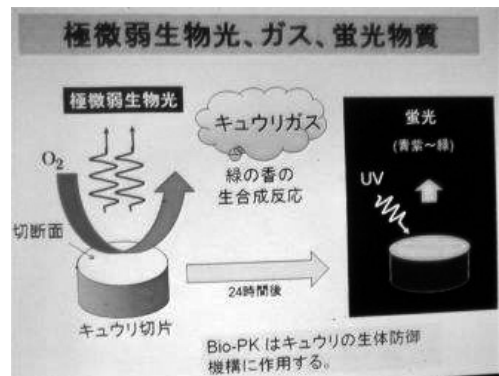 極微弱生物光、ガス、蛍光物質
極微弱生物光
キュウリガス
O₂
緑の香の
生合成反応
切断面
キュウリ切片
24時間後
蛍光
(青紫～緑)
UV
Bio-PK はキュウリの生体防御
機構に作用する。